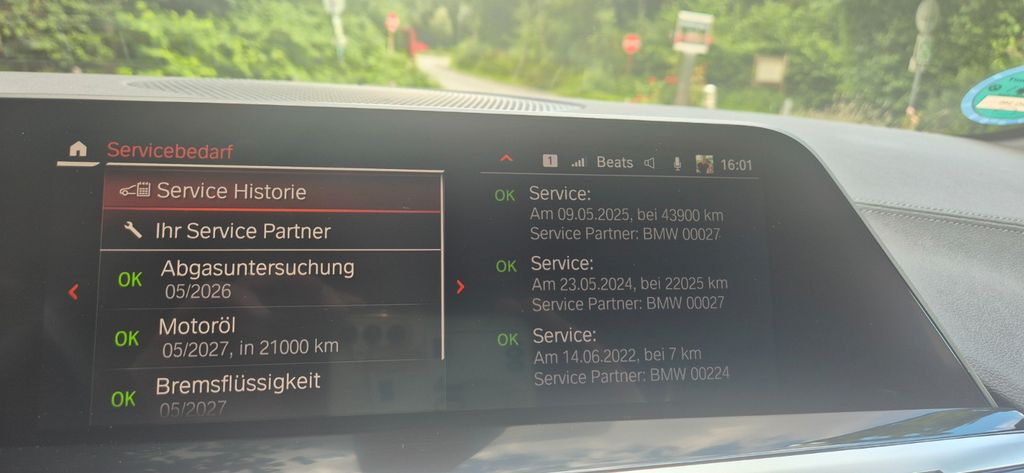 Servicebedarf
1 Beats 16:01
Service Historie
Ihr Service Partner
OK Abgasuntersuchung
05/2026
OK Motoröl
05/2027, in 21000 km
OK Bremsflüssigkeit
05/2027
OK Service:
Am 09.05.2025, bei 43900 km
Service Partner: BMW 00027
OK Service:
Am 23.05.2024, bei 22025 km
Service Partner: BMW 00027
OK Service:
Am 14.06.2022, bei 7 km
Service Partner: BMW 00224